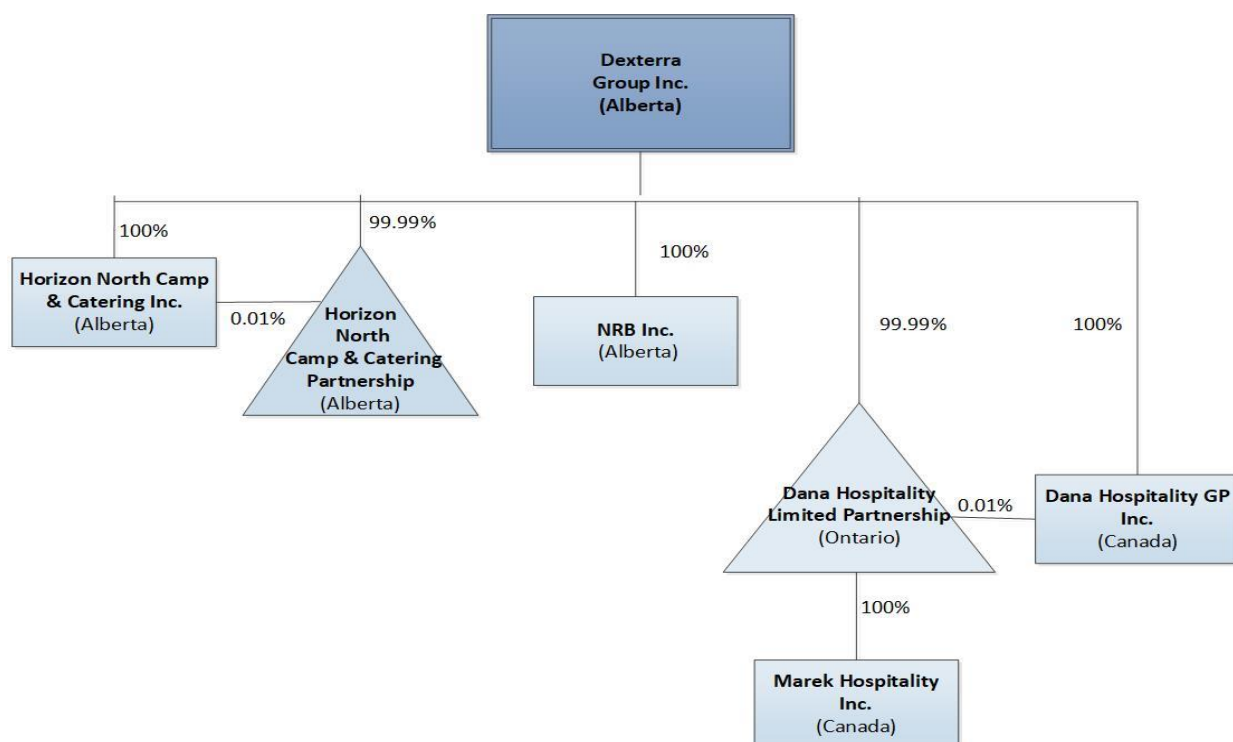 Dexterra
Group Inc.
(Alberta)
100%
99.99%
100%
99.99%
100%
Horizon North Camp
& Catering Inc.
(Alberta)
0.01%
Horizon
North
Camp & Catering
Partnership
(Alberta)
NRB Inc.
(Alberta)
Dana Hospitality
Limited Partnership
(Ontario)
0.01%
Dana Hospitality GP
Inc.
(Canada)
100%
Marek Hospitality
Inc.
(Canada)